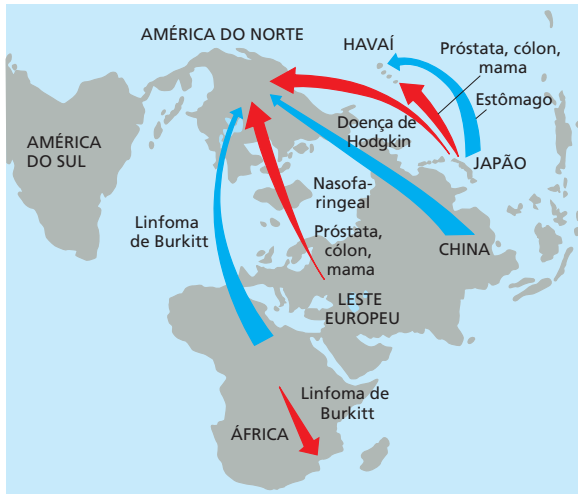 AMÉRICA DO NORTE
HAVAÍ
Próstata, cólon,
mama
Estômago
AMÉRICA
DO SUL
Doença de
Hodgkin
JAPÃO
Nasofa-
ringeal
Linfoma
de Burkitt
Próstata,
cólon,
mama
CHINA
LESTE
EUROPEU
Linfoma de
Burkitt
ÁFRICA